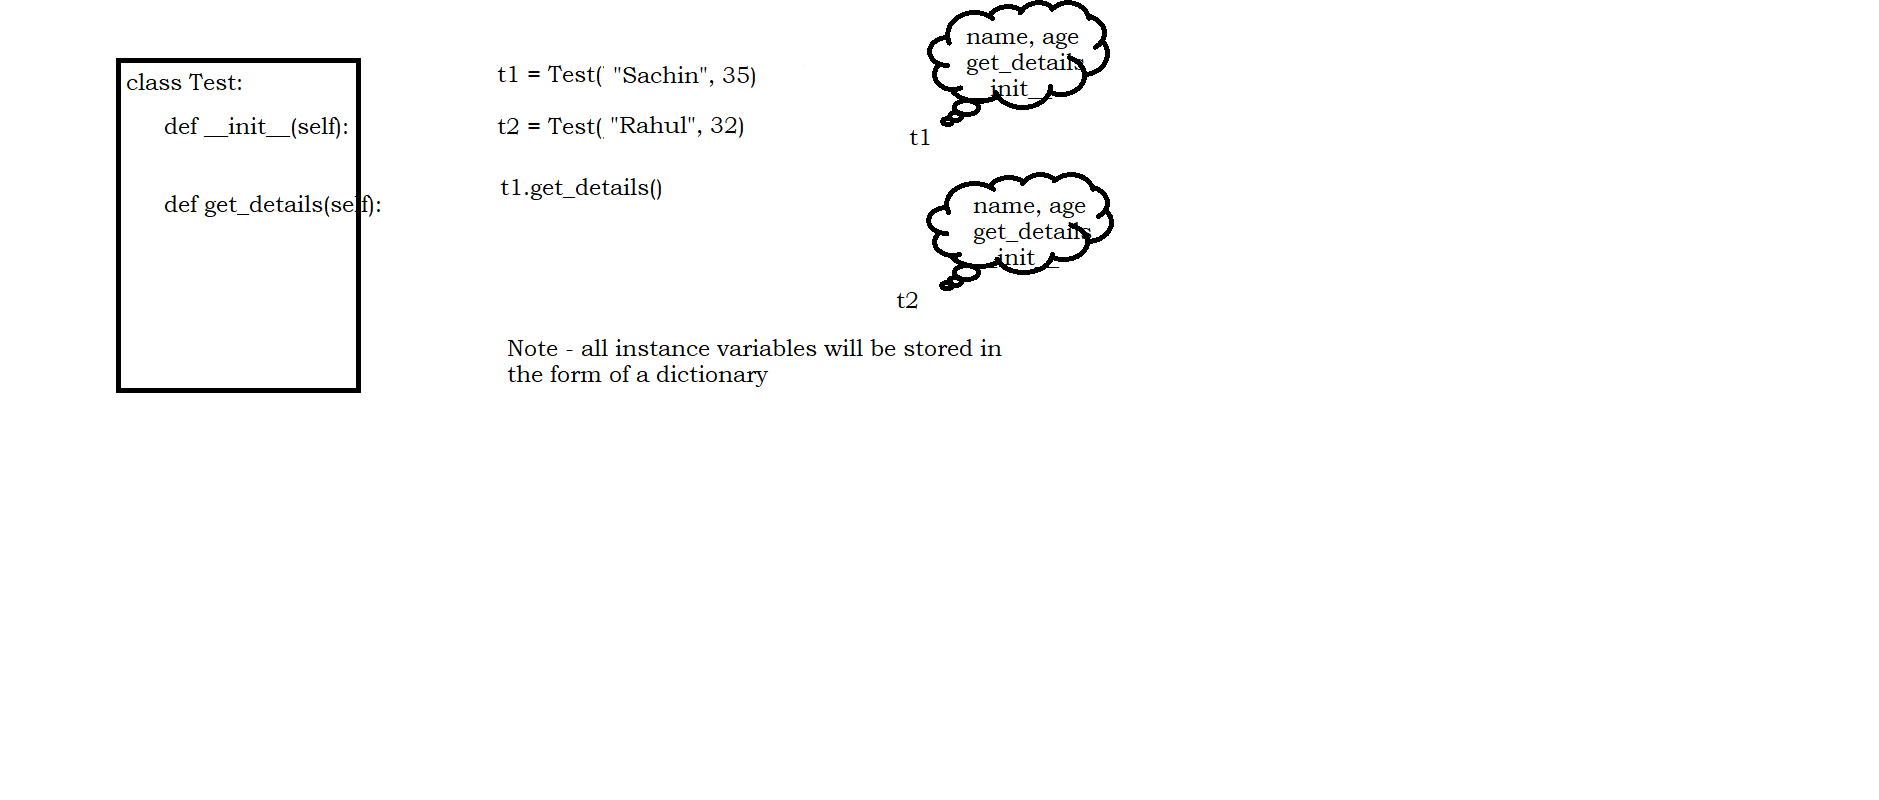 class Test:
def __init__(self):
def get_details(self):
t1 = Test( "Sachin", 35)
t2 = Test( "Rahul", 32)
t1.get_details()
name, age
get_details
__init__
t1
name, age
get_details
__init__
t2
Note - all instance variables will be stored in
the form of a dictionary